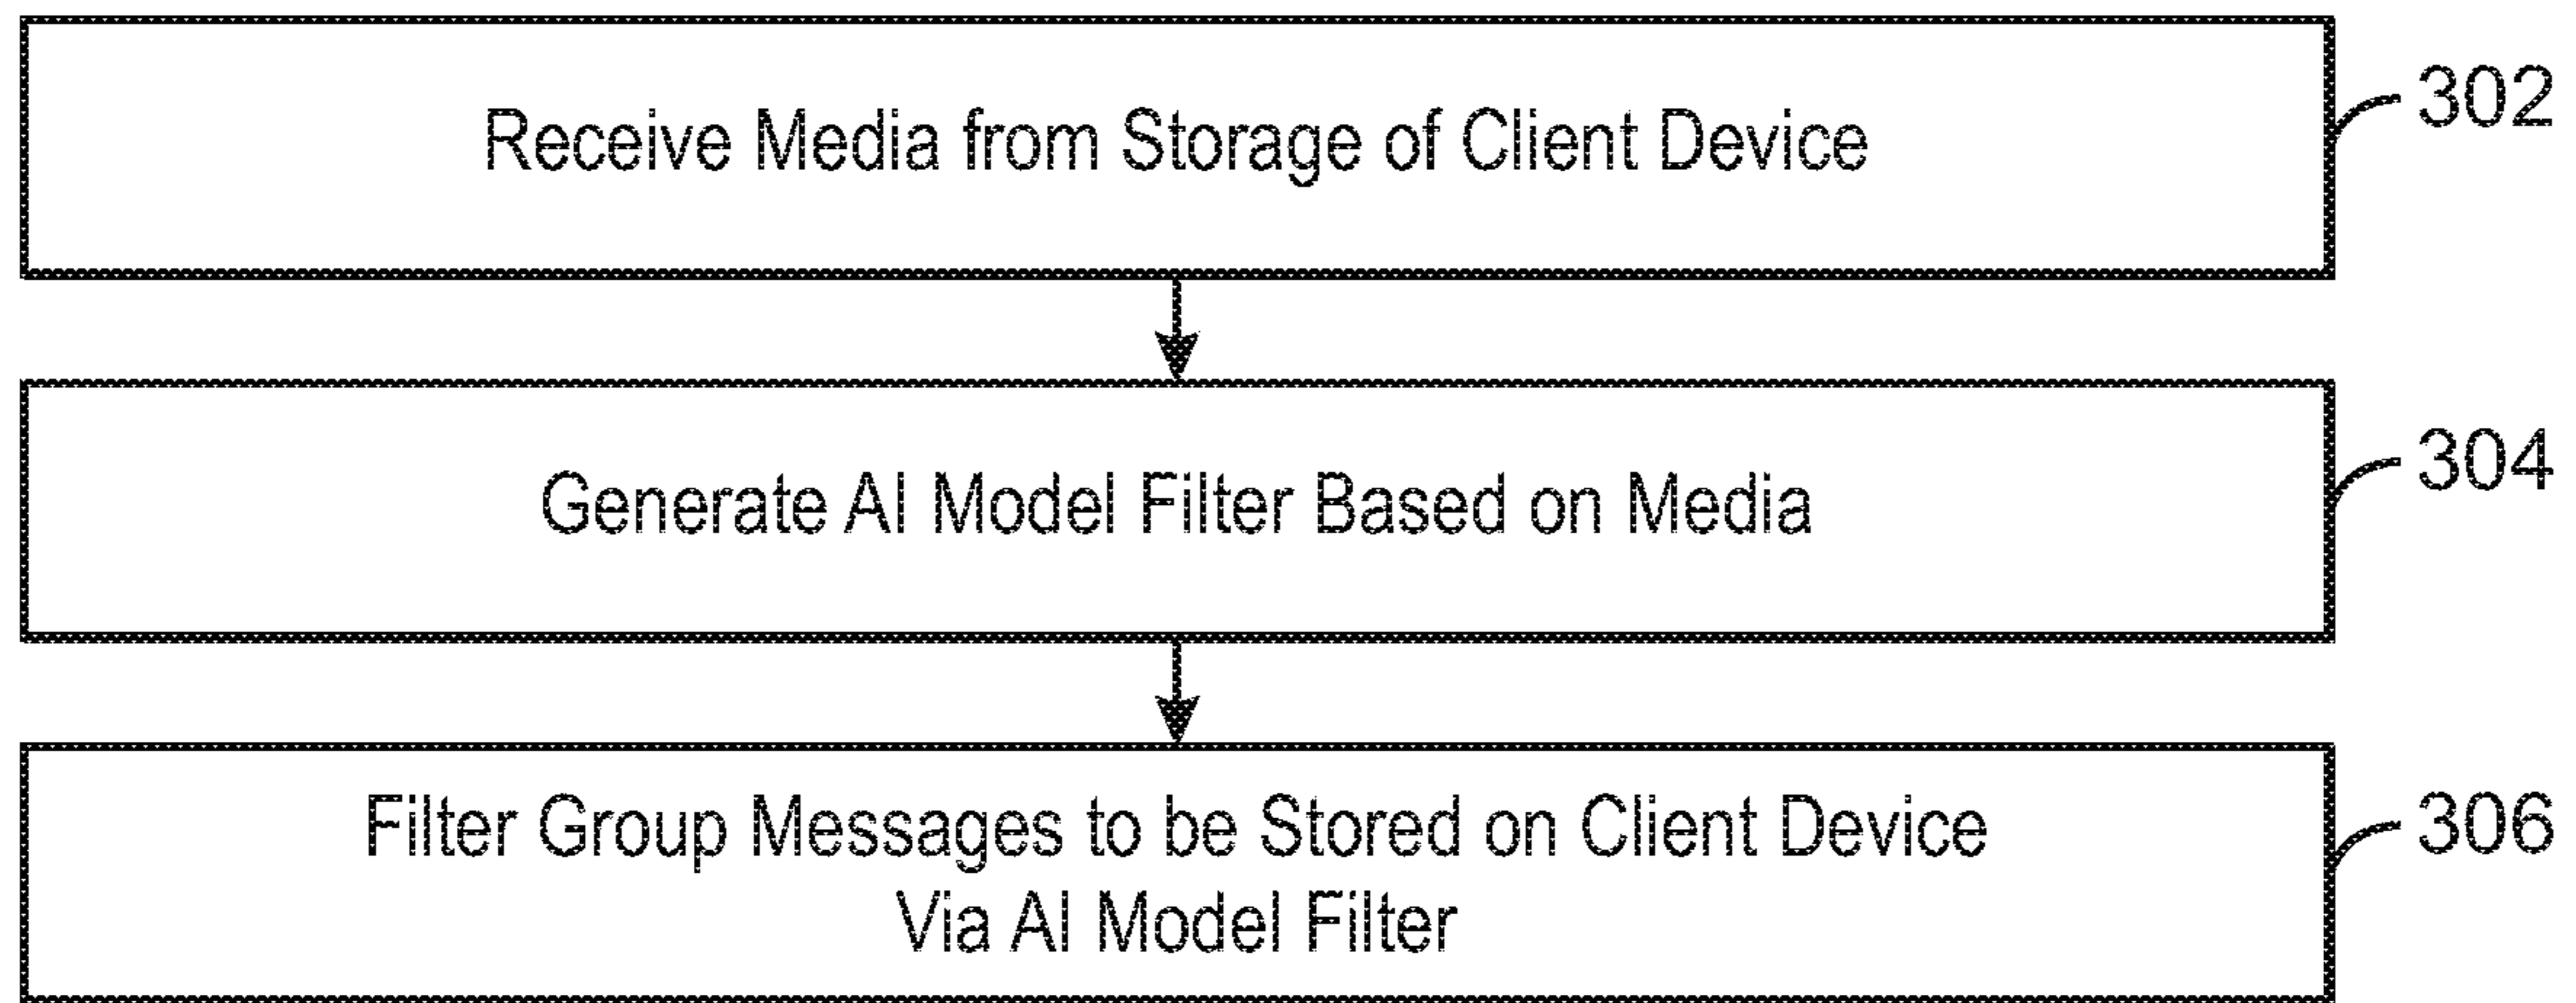 Receive Media from Storage of Client Device
302
Generate AI Model Filter Based on Media
304
Filter Group Messages to be Stored on Client Device
Via AI Model Filter
306